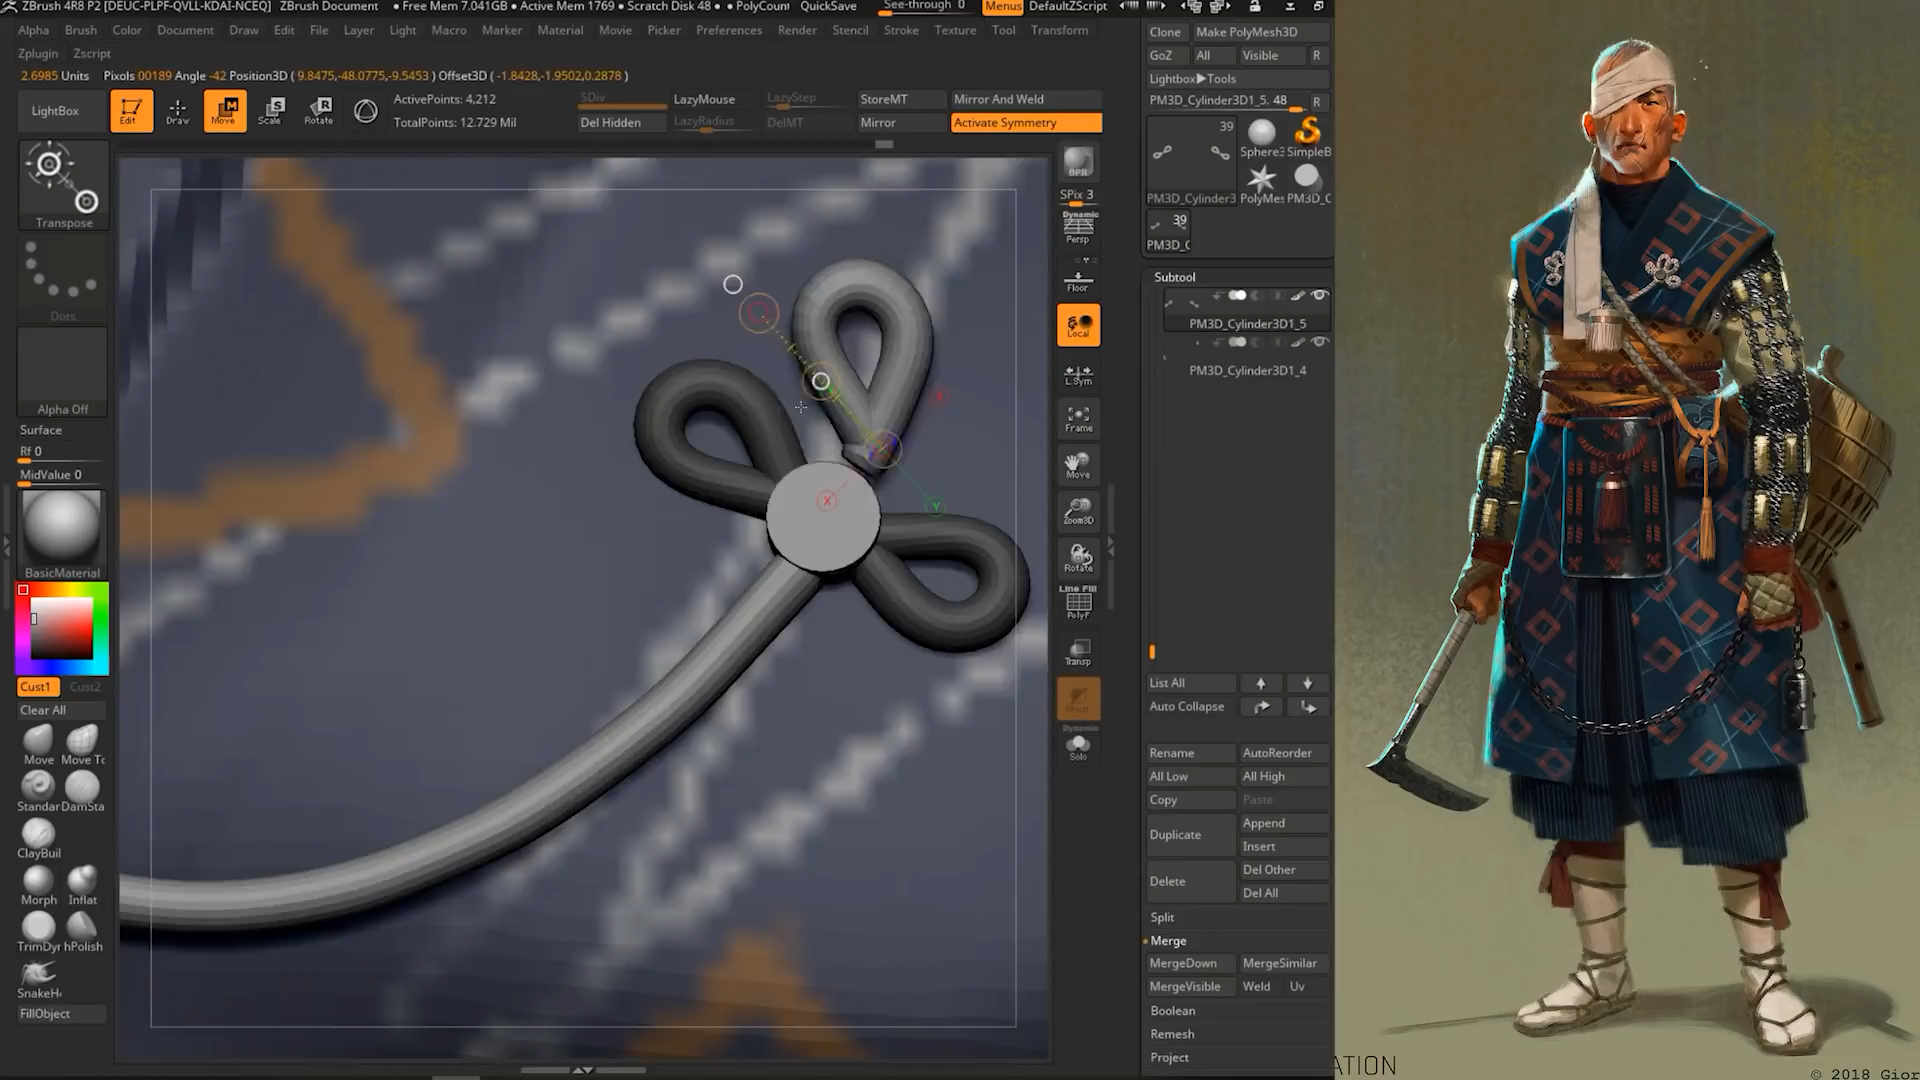 ZBrush 4R8 P2 [DEUC-PLPF-QVLL-KDAI-NCEQ] ZBrush Document • Free Mem 7.041GB • Active Mem 1769 • Scratch Disk 48 • • PolyCount QuickSave See-through 0 Menus DefaultZScript
Alpha Brush Color Document Draw Edit File Layer Light Macro Marker Material Movie Picker Preferences Render Stencil Stroke Texture Tool Transform
Zplugin Zscript
2.6985 Units Pixols 00189 Angle -42 Position3D ( 9.8475,-48.0775,-9.5453 ) Offset3D ( -1.8428,-1.9502,0.2878 )
LightBox Edit Draw Move Scale Rotate
ActivePoints: 4,212 SDiv LazyMouse LazyStep StoreMT Mirror And Weld
TotalPoints: 12.729 Mil Del Hidden LazyRadius DelMT Mirror Activate Symmetry
Transpose
Dots
Alpha Off
Surface
Rf 0
MidValue 0
BasicMaterial
Cust1 Cust2
Clear All
Move Move Tc
Standar DamSta
ClayBuil
Morph Inflat
TrimDyr hPolish
SnakeH
FillObject
X
X
Y
BPR
SPix 3
Dynamic
Persp
Floor
Local
L.Sym
Frame
Move
Zoom3D
Rotate
Line Fill
PolyF
Transp
Ghost
Dynamic
Solo
Clone Make PolyMesh3D
GoZ All Visible R
Lightbox▶Tools
PM3D_Cylinder3D1_5. 48 R
39
Sphere3 SimpleB
PM3D_Cylinder3 PolyMes PM3D_C
39
PM3D_C
Subtool
PM3D_Cylinder3D1_5
PM3D_Cylinder3D1_4
List All
Auto Collapse
Rename AutoReorder
All Low All High
Copy Paste
Duplicate Append
Insert
Delete Del Other
Del All
Split
Merge
MergeDown MergeSimilar
MergeVisible Weld Uv
Boolean
Remesh
Project
ATION
© 2018 Gior